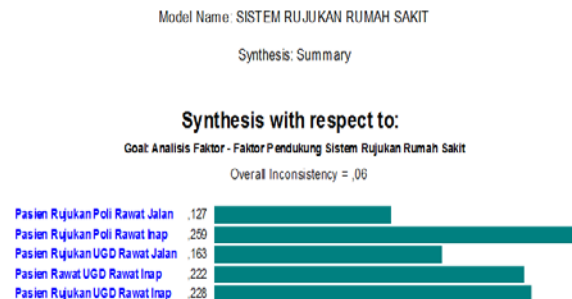 Model Name: SISTEM RUJUKAN RUMAH SAKIT
Synthesis: Summary
Synthesis with respect to:
Goal: Analisis Faktor - Faktor Pendukung Sistem Rujukan Rumah Sakit
Overall Inconsistency = ,06
Pasien Rujukan Poli Rawat Jalan ,127
Pasien Rujukan Poli Rawat Inap ,259
Pasien Rujukan UGD Rawat Jalan ,163
Pasien Rawat UGD Rawat Inap ,222
Pasien Rujukan UGD Rawat Inap ,228